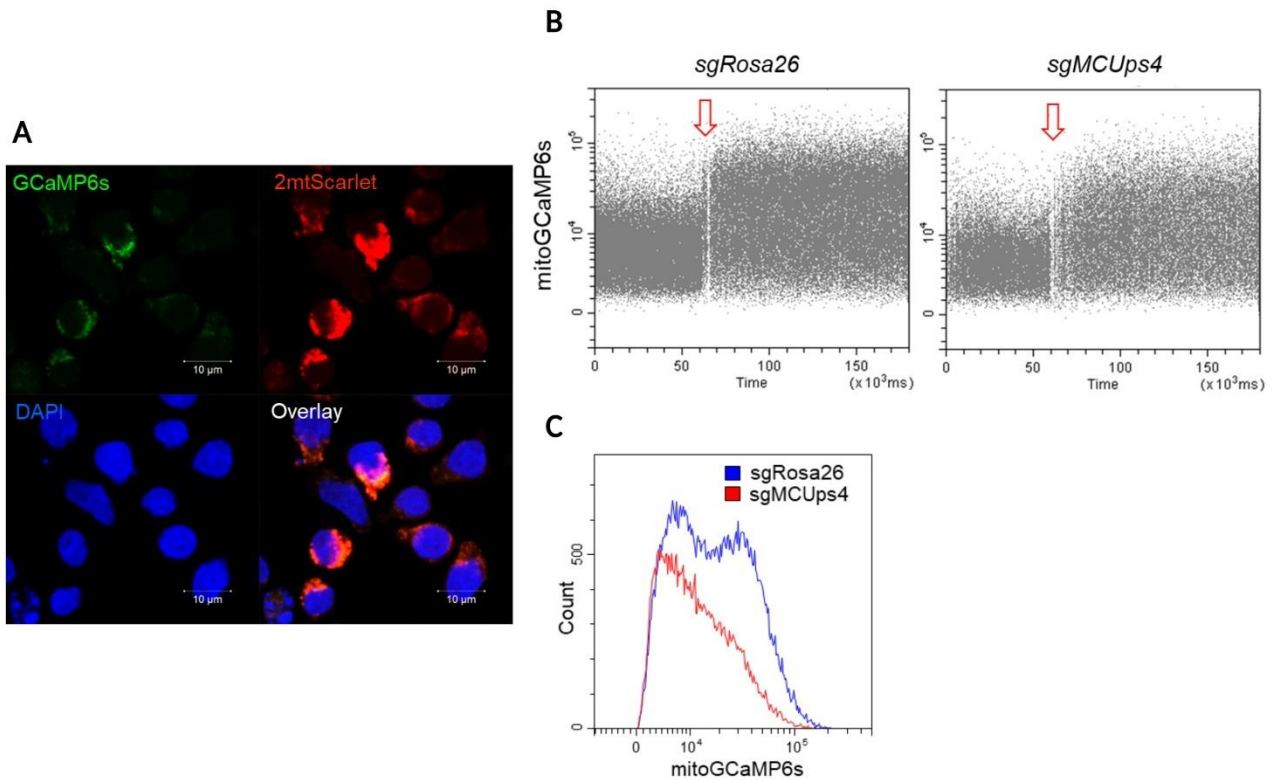 A
GCaMP6s
2mtScarlet
10 µm
10 µm
DAPI
Overlay
10 µm
10 µm
B
sgRosa26
sgMCUps4
mitoGCaMP6s
10⁵
10⁴
0
0
50
100
150
Time
(x10³ms)
10⁵
10⁴
0
0
50
100
150
Time
(x10³ms)
C
sgRosa26
sgMCUps4
Count
500
0
0
10⁴
10⁵
mitoGCaMP6s